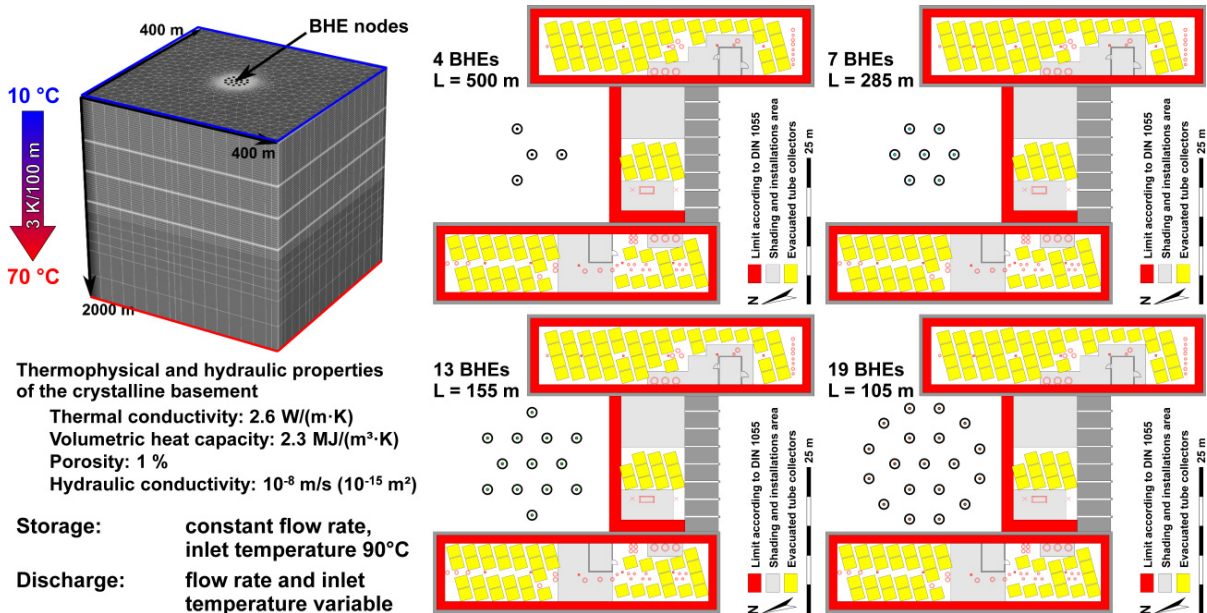 400 m
BHE nodes
10 °C
3 K/100 m
400 m
70 °C
2000 m
Thermophysical and hydraulic properties
of the crystalline basement
Thermal conductivity: 2.6 W/(m·K)
Volumetric heat capacity: 2.3 MJ/(m³·K)
Porosity: 1 %
Hydraulic conductivity: 10⁻⁸ m/s (10⁻¹⁵ m²)
Storage: constant flow rate,
inlet temperature 90°C
Discharge: flow rate and inlet
temperature variable
4 BHEs
L = 500 m
N
Limit according to DIN 1055
Shading and installations area
Evacuated tube collectors
25 m
7 BHEs
L = 285 m
N
Limit according to DIN 1055
Shading and installations area
Evacuated tube collectors
25 m
13 BHEs
L = 155 m
N
Limit according to DIN 1055
Shading and installations area
Evacuated tube collectors
25 m
19 BHEs
L = 105 m
N
Limit according to DIN 1055
Shading and installations area
Evacuated tube collectors
25 m